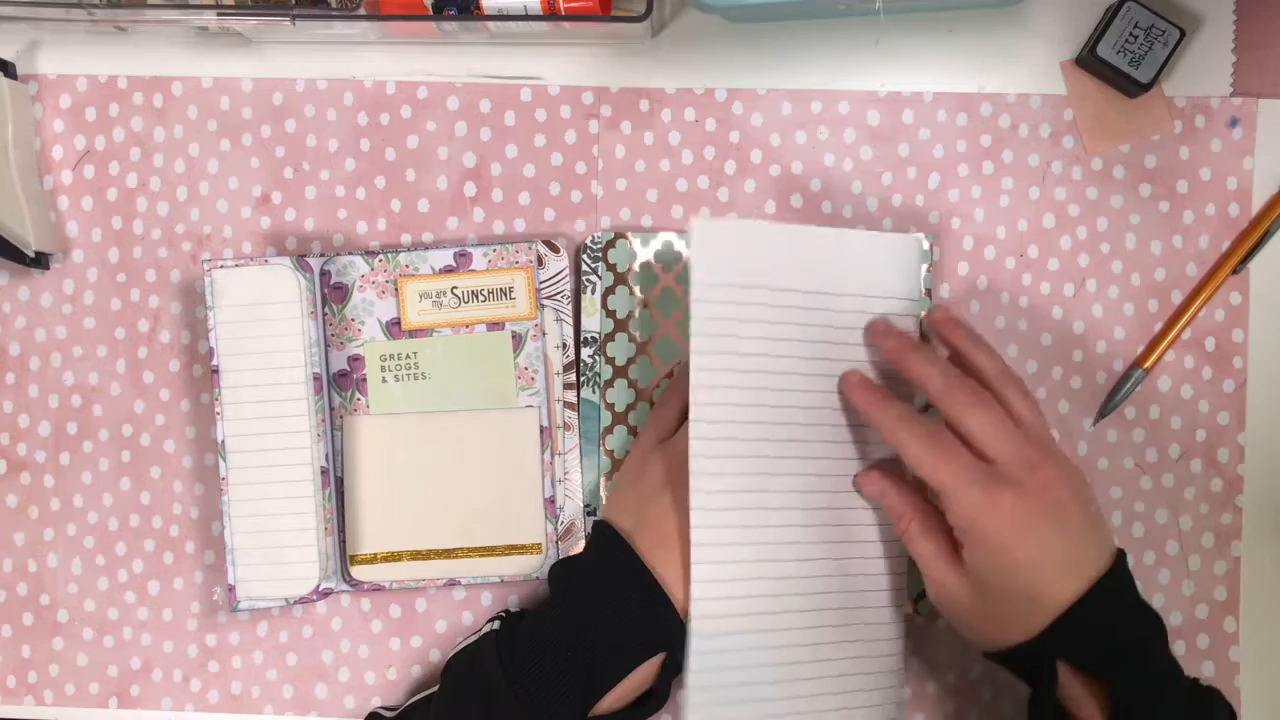 Distress
Ink
you are
my... SUNSHINE
GREAT
BLOGS
& SITES: